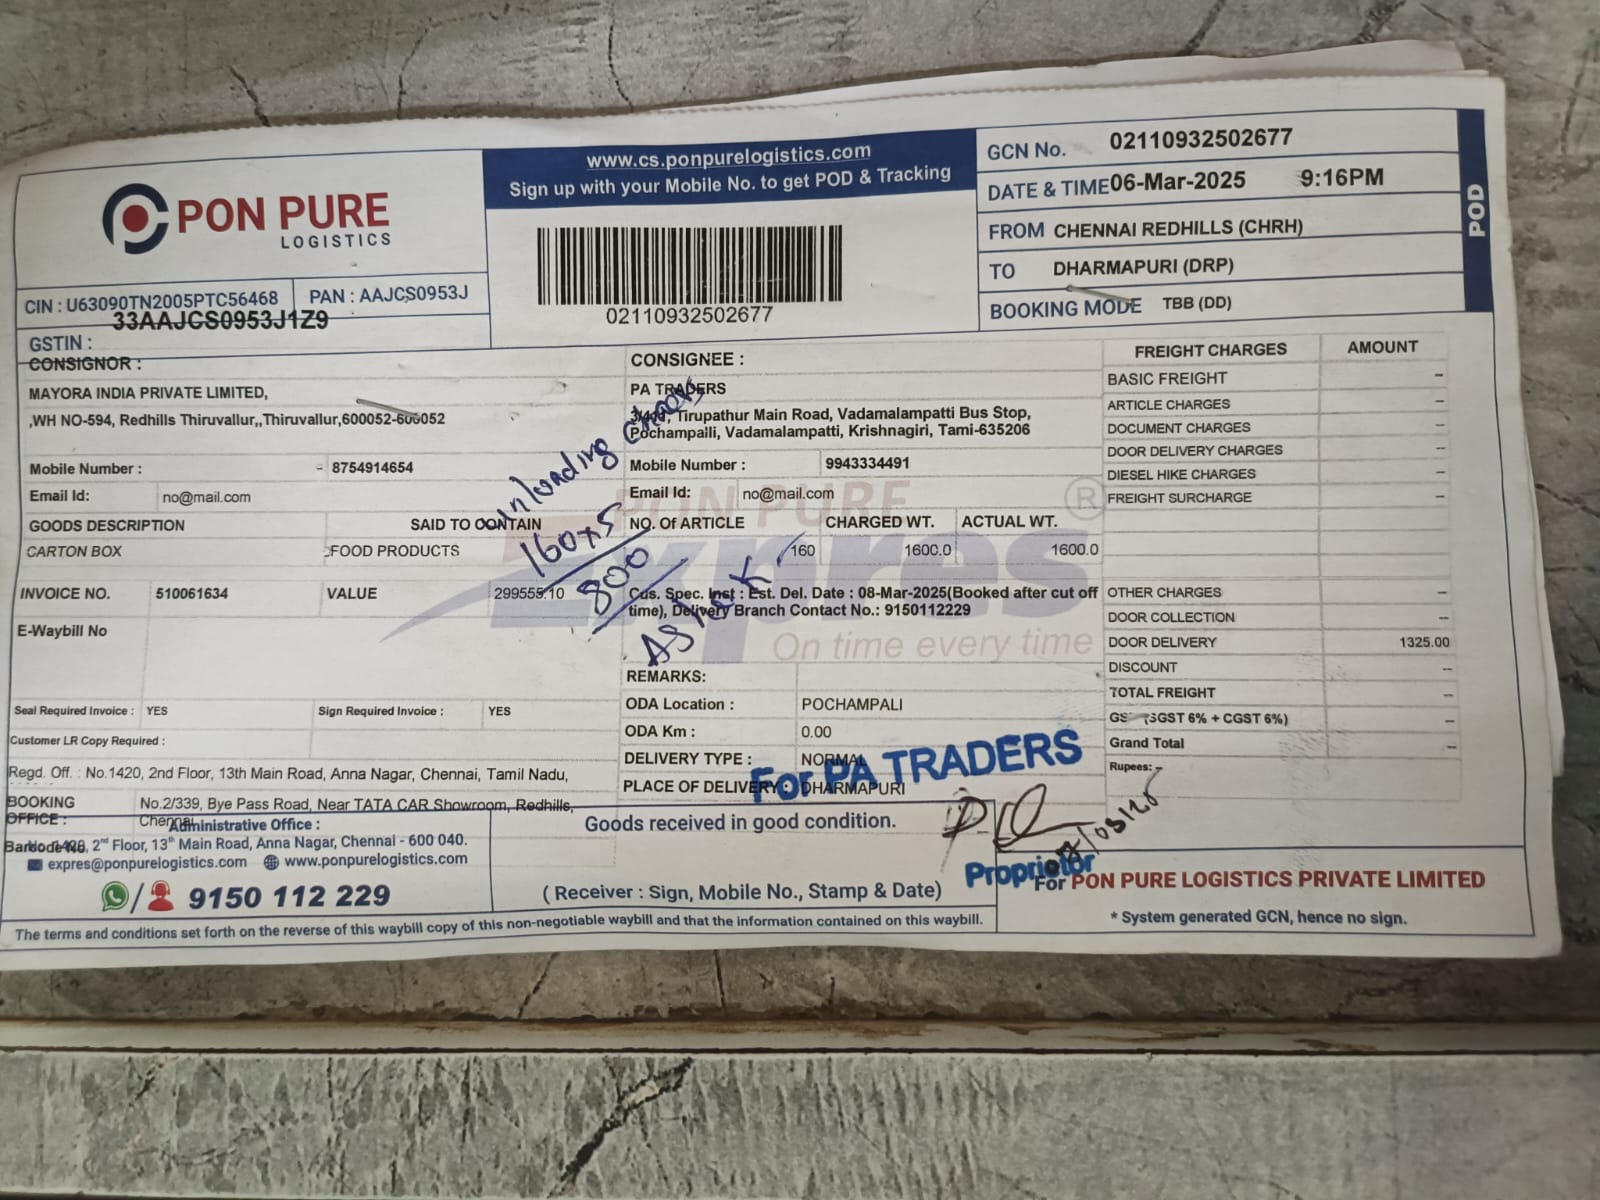 PON PURE
LOGISTICS
CIN : U63090TN2005PTC56468 PAN : AAJCS0953J
33AAJCS0953J1Z9
GSTIN :
www.cs.ponpurelogistics.com
Sign up with your Mobile No. to get POD & Tracking
02110932502677
GCN No. 02110932502677
DATE & TIME 06-Mar-2025 9:16PM
FROM CHENNAI REDHILLS (CHRH)
TO DHARMAPURI (DRP)
BOOKING MODE TBB (DD)
POD
CONSIGNOR :
MAYORA INDIA PRIVATE LIMITED,
,WH NO-594, Redhills Thiruvallur,,Thiruvallur,600052-600052
Mobile Number : - 8754914654
Email Id: no@mail.com
CONSIGNEE :
PA TRADERS
Tirupathur Main Road, Vadamalampatti Bus Stop,
Pochampaili, Vadamalampatti, Krishnagiri, Tami-635206
Mobile Number : 9943334491
Email Id: no@mail.com
GOODS DESCRIPTION SAID TO CONTAIN NO. Of ARTICLE CHARGED WT. ACTUAL WT.
CARTON BOX FOOD PRODUCTS 160 1600.0 1600.0
INVOICE NO. 510061634 VALUE 299555.10
E-Waybill No
Cus. Spec. Inst : Est. Del. Date : 08-Mar-2025(Booked after cut off
time), Delivery Branch Contact No.: 9150112229
PON PURE
Expres
On time every time
unloading
160x5
800
Ashok
REMARKS:
ODA Location : POCHAMPALI
ODA Km : 0.00
DELIVERY TYPE : NORMAL
PLACE OF DELIVERY : DHARMAPURI
Seal Required Invoice : YES Sign Required Invoice : YES
Customer LR Copy Required :
Regd. Off. : No.1420, 2nd Floor, 13th Main Road, Anna Nagar, Chennai, Tamil Nadu,
BOOKING OFFICE : No.2/339, Bye Pass Road, Near TATA CAR Showroom, Redhills,
Chennai
Administrative Office :
Barcode No. 1420, 2nd Floor, 13th Main Road, Anna Nagar, Chennai - 600 040.
expres@ponpurelogistics.com www.ponpurelogistics.com
9150 112 229
FREIGHT CHARGES AMOUNT
BASIC FREIGHT --
ARTICLE CHARGES --
DOCUMENT CHARGES --
DOOR DELIVERY CHARGES --
DIESEL HIKE CHARGES --
FREIGHT SURCHARGE --
OTHER CHARGES --
DOOR COLLECTION --
DOOR DELIVERY 1325.00
DISCOUNT --
TOTAL FREIGHT --
(SGST 6% + CGST 6%) --
Grand Total --
Rupees: --
For PA TRADERS
Proprietor
Goods received in good condition.
( Receiver : Sign, Mobile No., Stamp & Date)
For PON PURE LOGISTICS PRIVATE LIMITED
* System generated GCN, hence no sign.
The terms and conditions set forth on the reverse of this waybill copy of this non-negotiable waybill and that the information contained on this waybill.